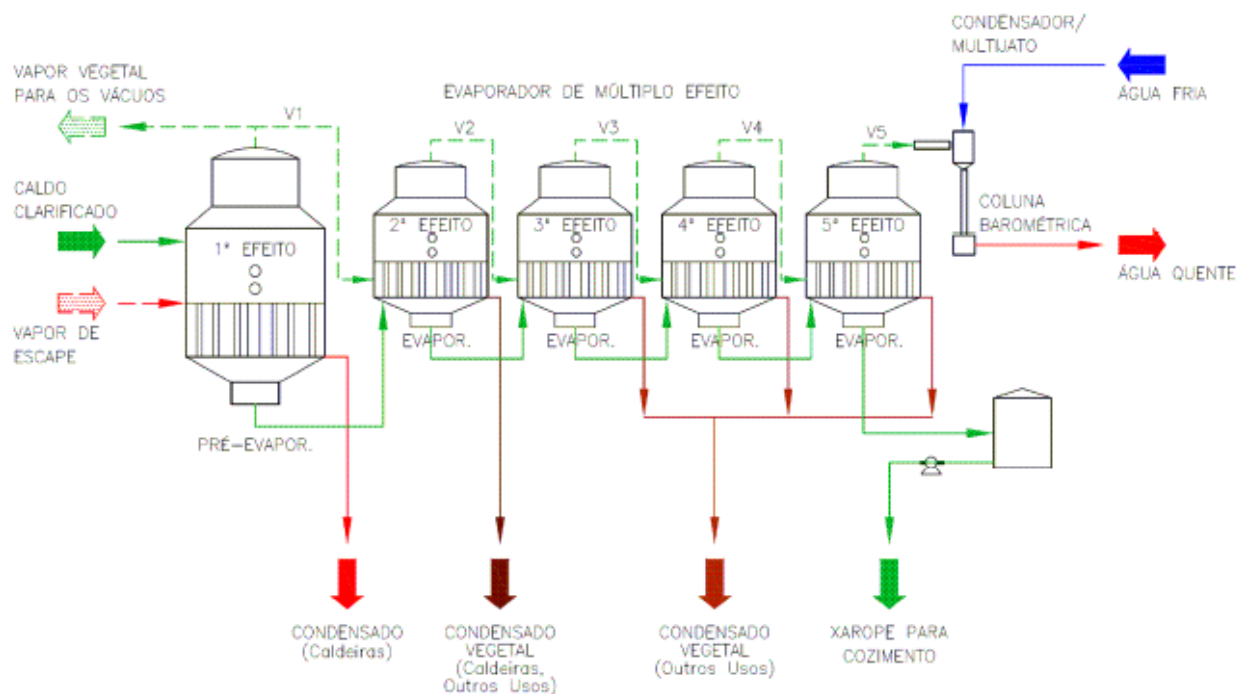 CONDENSADOR/
MULTIJATO
VAPOR VEGETAL
PARA OS VÁCUOS
EVAPORADOR DE MÚLTIPLO EFEITO
ÁGUA FRIA
V1
V2
V3
V4
V5
CALDO
CLARIFICADO
COLUNA
BAROMÉTRICA
1º EFEITO
2º EFEITO
3º EFEITO
4º EFEITO
5º EFEITO
ÁGUA QUENTE
VAPOR DE
ESCAPE
EVAPOR.
EVAPOR.
EVAPOR.
EVAPOR.
PRÉ-EVAPOR.
CONDENSADO
(Caldeiras)
CONDENSADO
VEGETAL
(Caldeiras,
Outros Usos)
CONDENSADO
VEGETAL
(Outros Usos)
XAROPE PARA
COZIMENTO